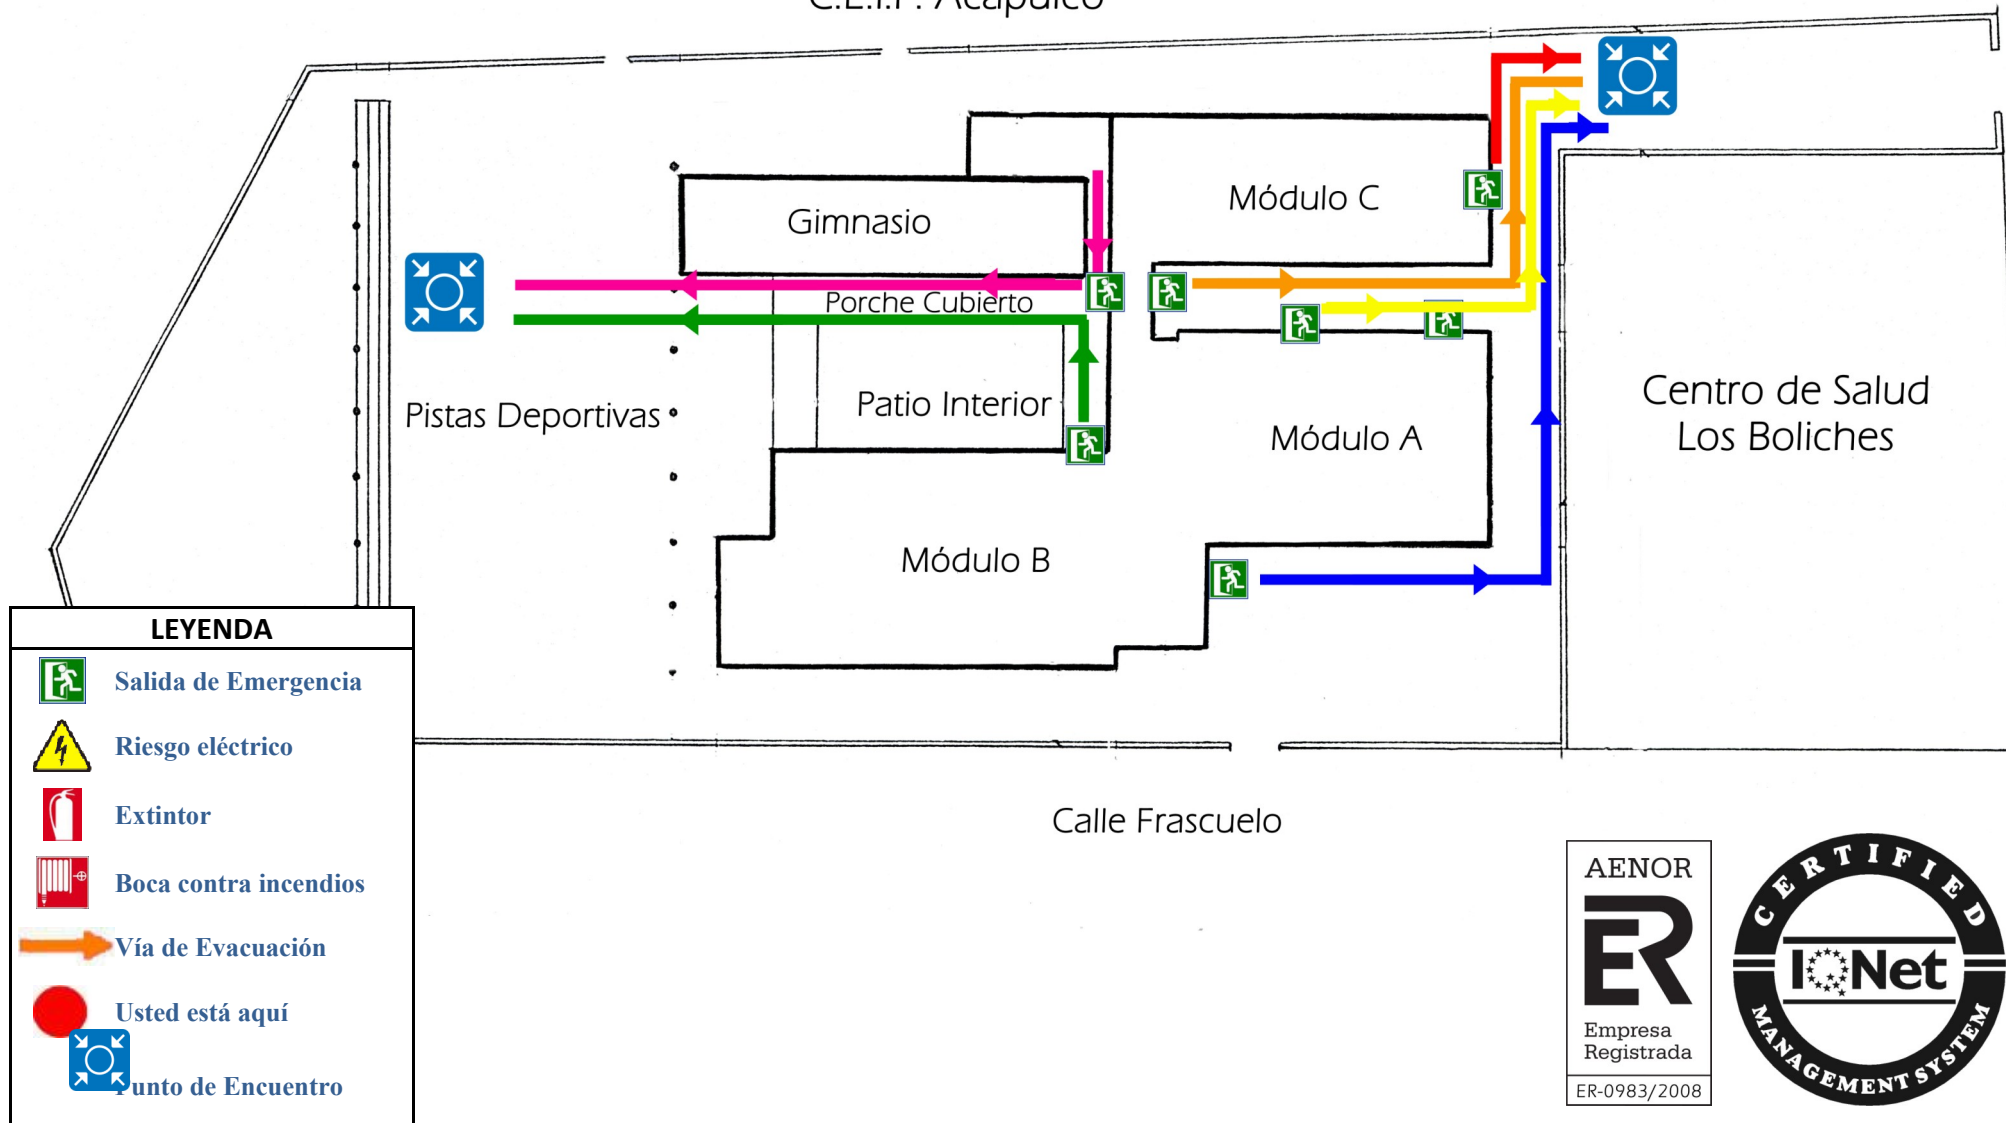 C.E.I.P. Acapulco
Módulo C
Gimnasio
Porche Cubierto
Patio Interior
Pistas Deportivas
Módulo A
Centro de Salud
Los Boliches
Módulo B
LEYENDA
Salida de Emergencia
Riesgo eléctrico
Extintor
Boca contra incendios
Vía de Evacuación
Usted está aquí
Punto de Encuentro
Calle Frascuelo
AENOR
ER
Empresa
Registrada
ER-0983/2008
CERTIFIED
IQNet
MANAGEMENT SYSTEM